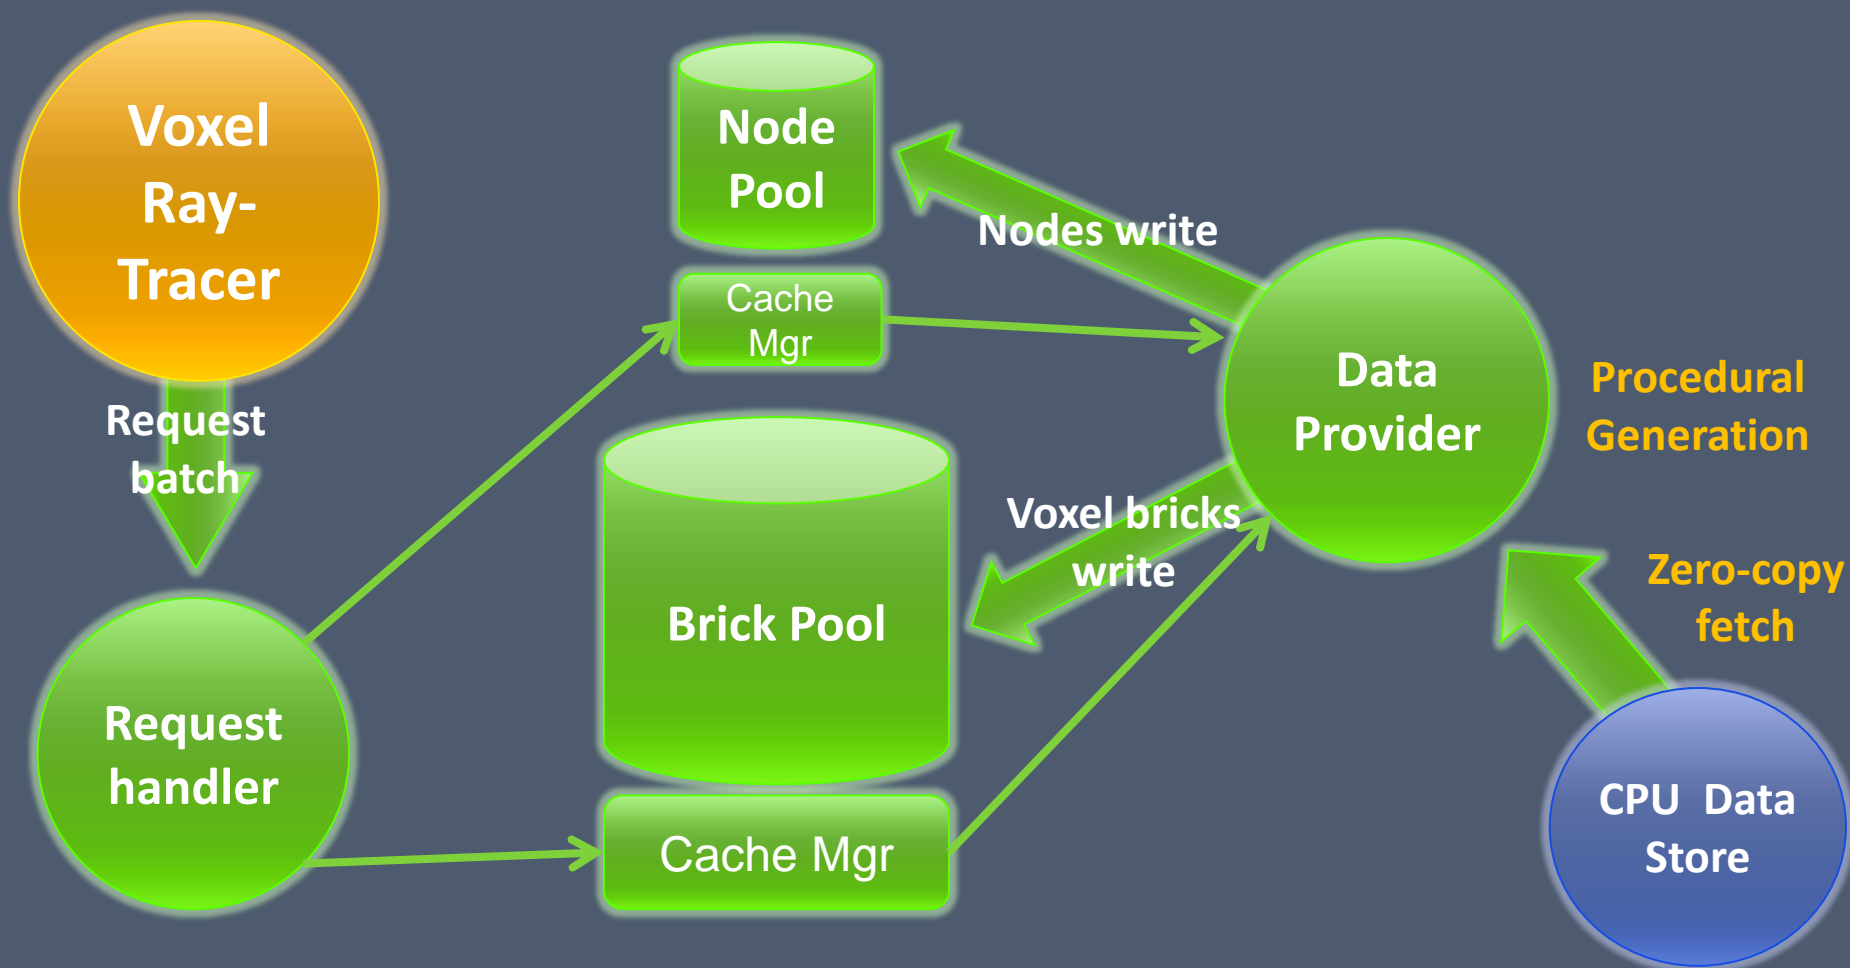 Voxel
Ray-
Tracer
Request
batch
Request
handler
Node
Pool
Cache
Mgr
Brick Pool
Cache Mgr
Nodes write
Voxel bricks
write
Data
Provider
Procedural
Generation
Zero-copy
fetch
CPU  Data
Store